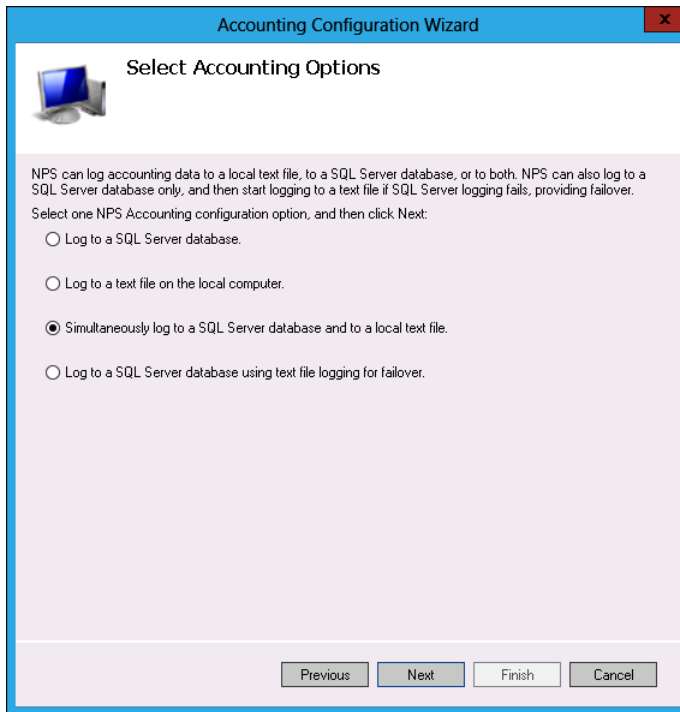 Accounting Configuration Wizard
x
Select Accounting Options
NPS can log accounting data to a local text file, to a SQL Server database, or to both. NPS can also log to a
SQL Server database only, and then start logging to a text file if SQL Server logging fails, providing failover.
Select one NPS Accounting configuration option, and then click Next:
Log to a SQL Server database.
Log to a text file on the local computer.
Simultaneously log to a SQL Server database and to a local text file.
Log to a SQL Server database using text file logging for failover.
Previous Next Finish Cancel